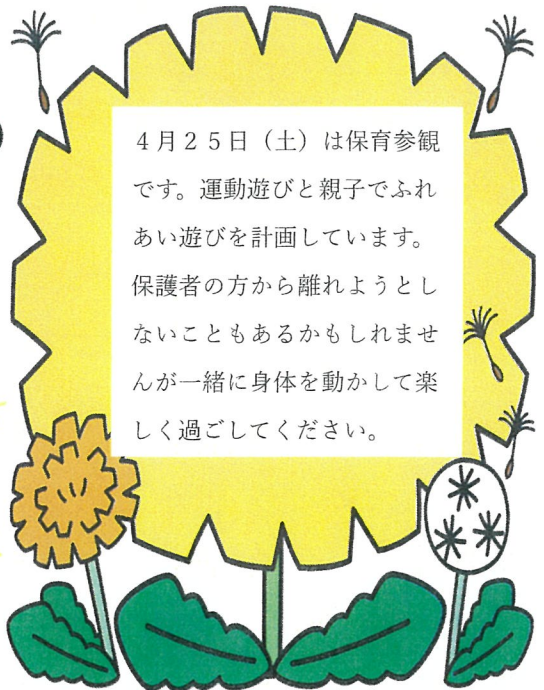 ４月２５日（土）は保育参観
です。運動遊びと親子でふれ
あい遊びを計画しています。
保護者の方から離れようとし
ないこともあるかもしれませ
んが一緒に身体を動かして楽
しく過ごしてください。